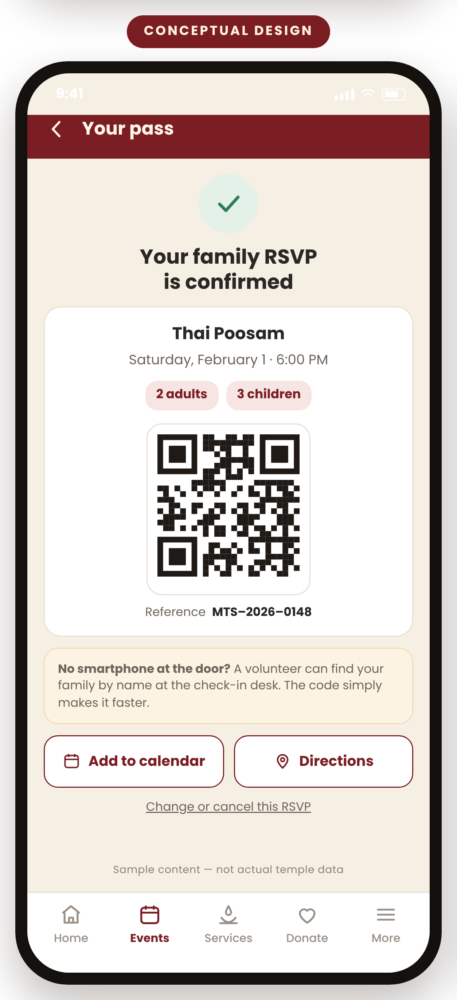 CONCEPTUAL DESIGN
9:41
Your pass
Your family RSVP
is confirmed
Thai Poosam
Saturday, February 1 · 6:00 PM
2 adults 3 children
Reference MTS–2026–0148
No smartphone at the door? A volunteer can find your
family by name at the check-in desk. The code simply
makes it faster.
Add to calendar Directions
Change or cancel this RSVP
Sample content — not actual temple data
Home Events Services Donate More